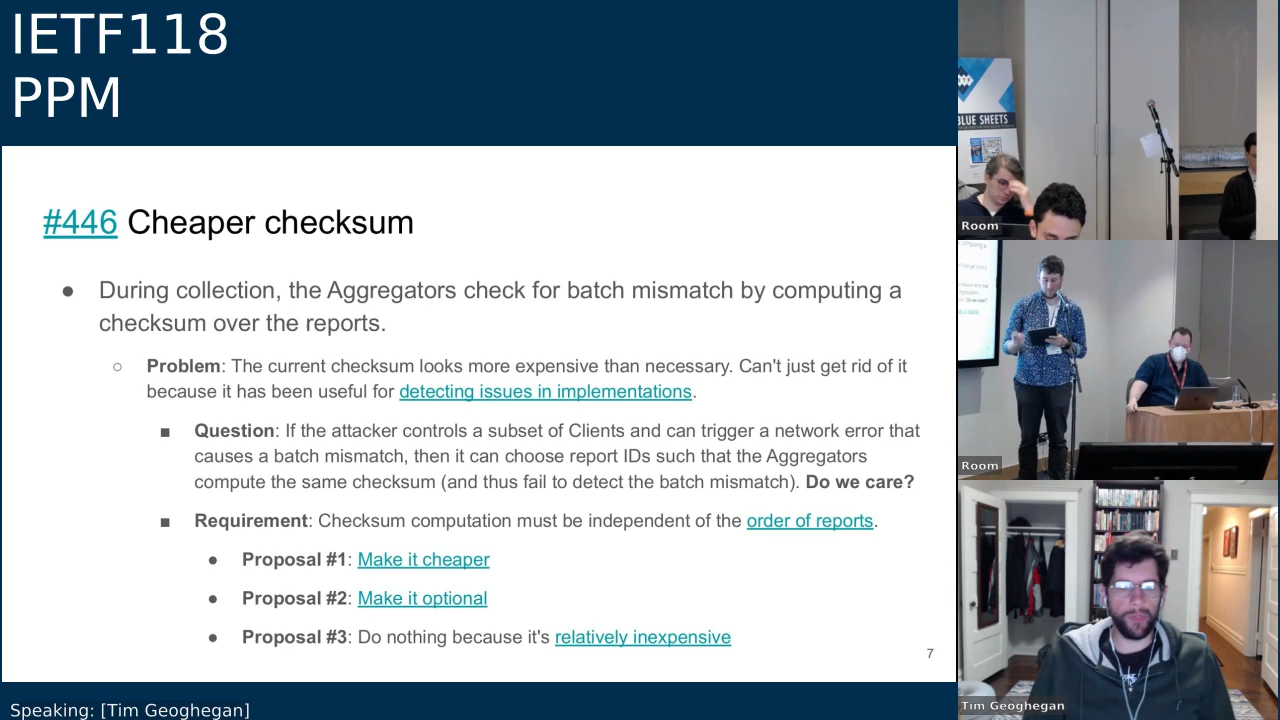 IETF118
PPM
#446 Cheaper checksum
● During collection, the Aggregators check for batch mismatch by computing a
checksum over the reports.
○ Problem: The current checksum looks more expensive than necessary. Can't just get rid of it
because it has been useful for detecting issues in implementations.
■ Question: If the attacker controls a subset of Clients and can trigger a network error that
causes a batch mismatch, then it can choose report IDs such that the Aggregators
compute the same checksum (and thus fail to detect the batch mismatch). Do we care?
■ Requirement: Checksum computation must be independent of the order of reports.
● Proposal #1: Make it cheaper
● Proposal #2: Make it optional
● Proposal #3: Do nothing because it's relatively inexpensive
7
Speaking: [Tim Geoghegan]
BLUE SHEETS
Room
Room
Tim Geoghegan